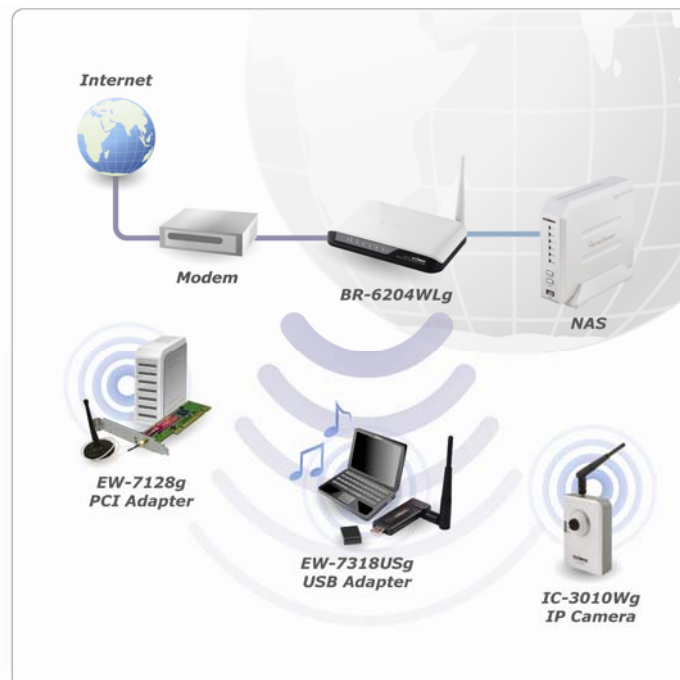 Internet
Modem
BR-6204WLg
NAS
EW-7128g
PCI Adapter
EW-7318USg
USB Adapter
IC-3010Wg
IP Camera